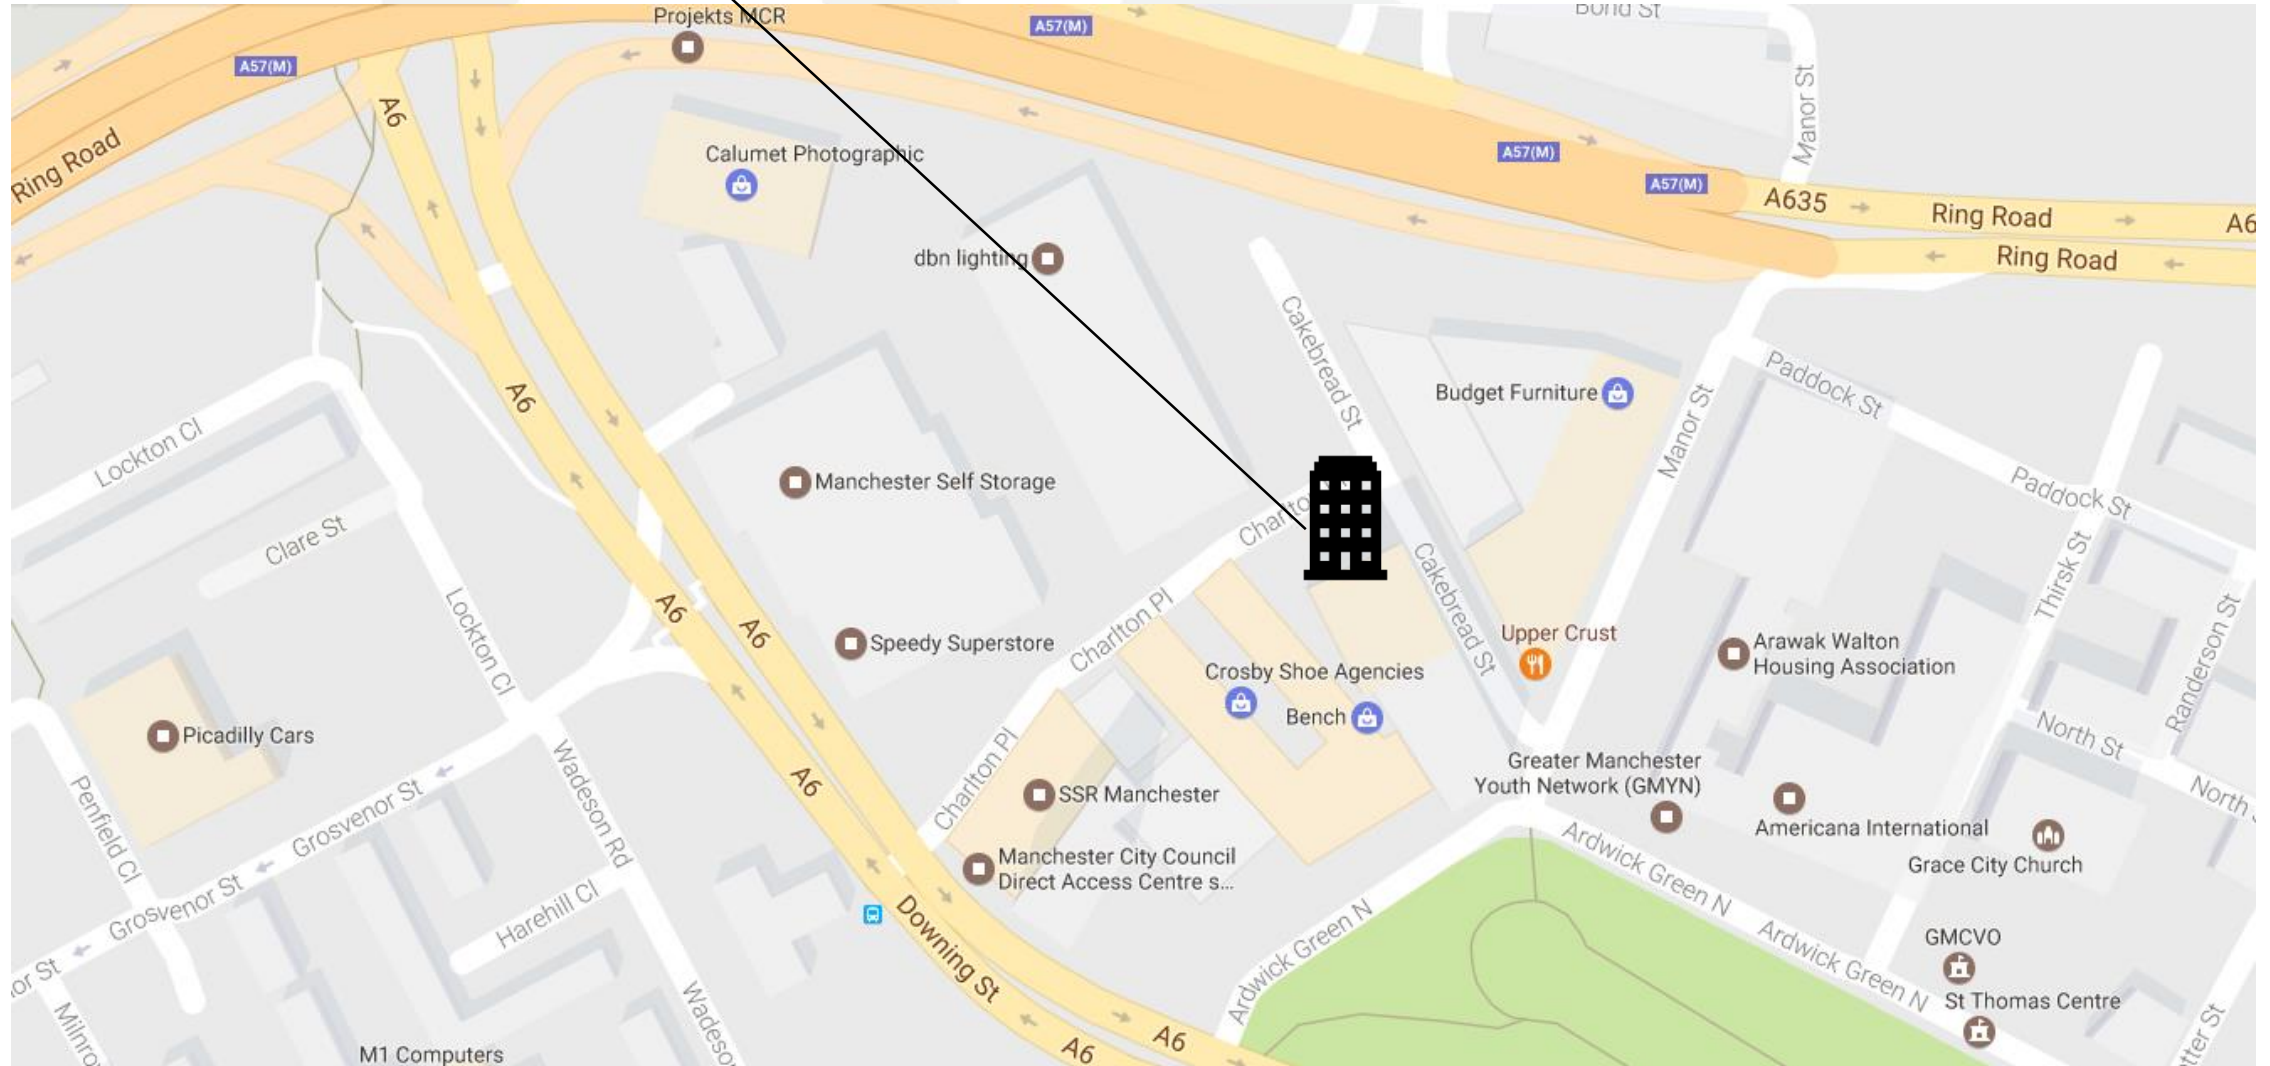 Projekts MCR
A57(M)
Bond St
A57(M)
A6
Manor St
Ring Road
Calumet Photographic
A57(M)
A57(M)
A635
Ring Road
A6
dbn lighting
Ring Road
Cakebread St
Budget Furniture
Paddock St
A6
Manor St
Lockton Cl
Manchester Self Storage
Paddock St
Charlto
Clare St
Cakebread St
Thirsk St
A6
A6
Charlton Pl
Lockton Cl
Speedy Superstore
Upper Crust
Arawak Walton
Housing Association
Randerson St
Crosby Shoe Agencies
Bench
Picadilly Cars
North St
Charlton Pl
Wadeson Rd
Greater Manchester
Youth Network (GMYN)
A6
SSR Manchester
North
Penfield Cl
Grosvenor St
Americana International
Ardwick Green N
Manchester City Council
Direct Access Centre s...
Grace City Church
Grosvenor St
Harehill Cl
Downing St
Ardwick Green N
GMCVO
Ardwick Green N
or St
St Thomas Centre
Milnro
Wadeso
tter St
A6
A6
M1 Computers